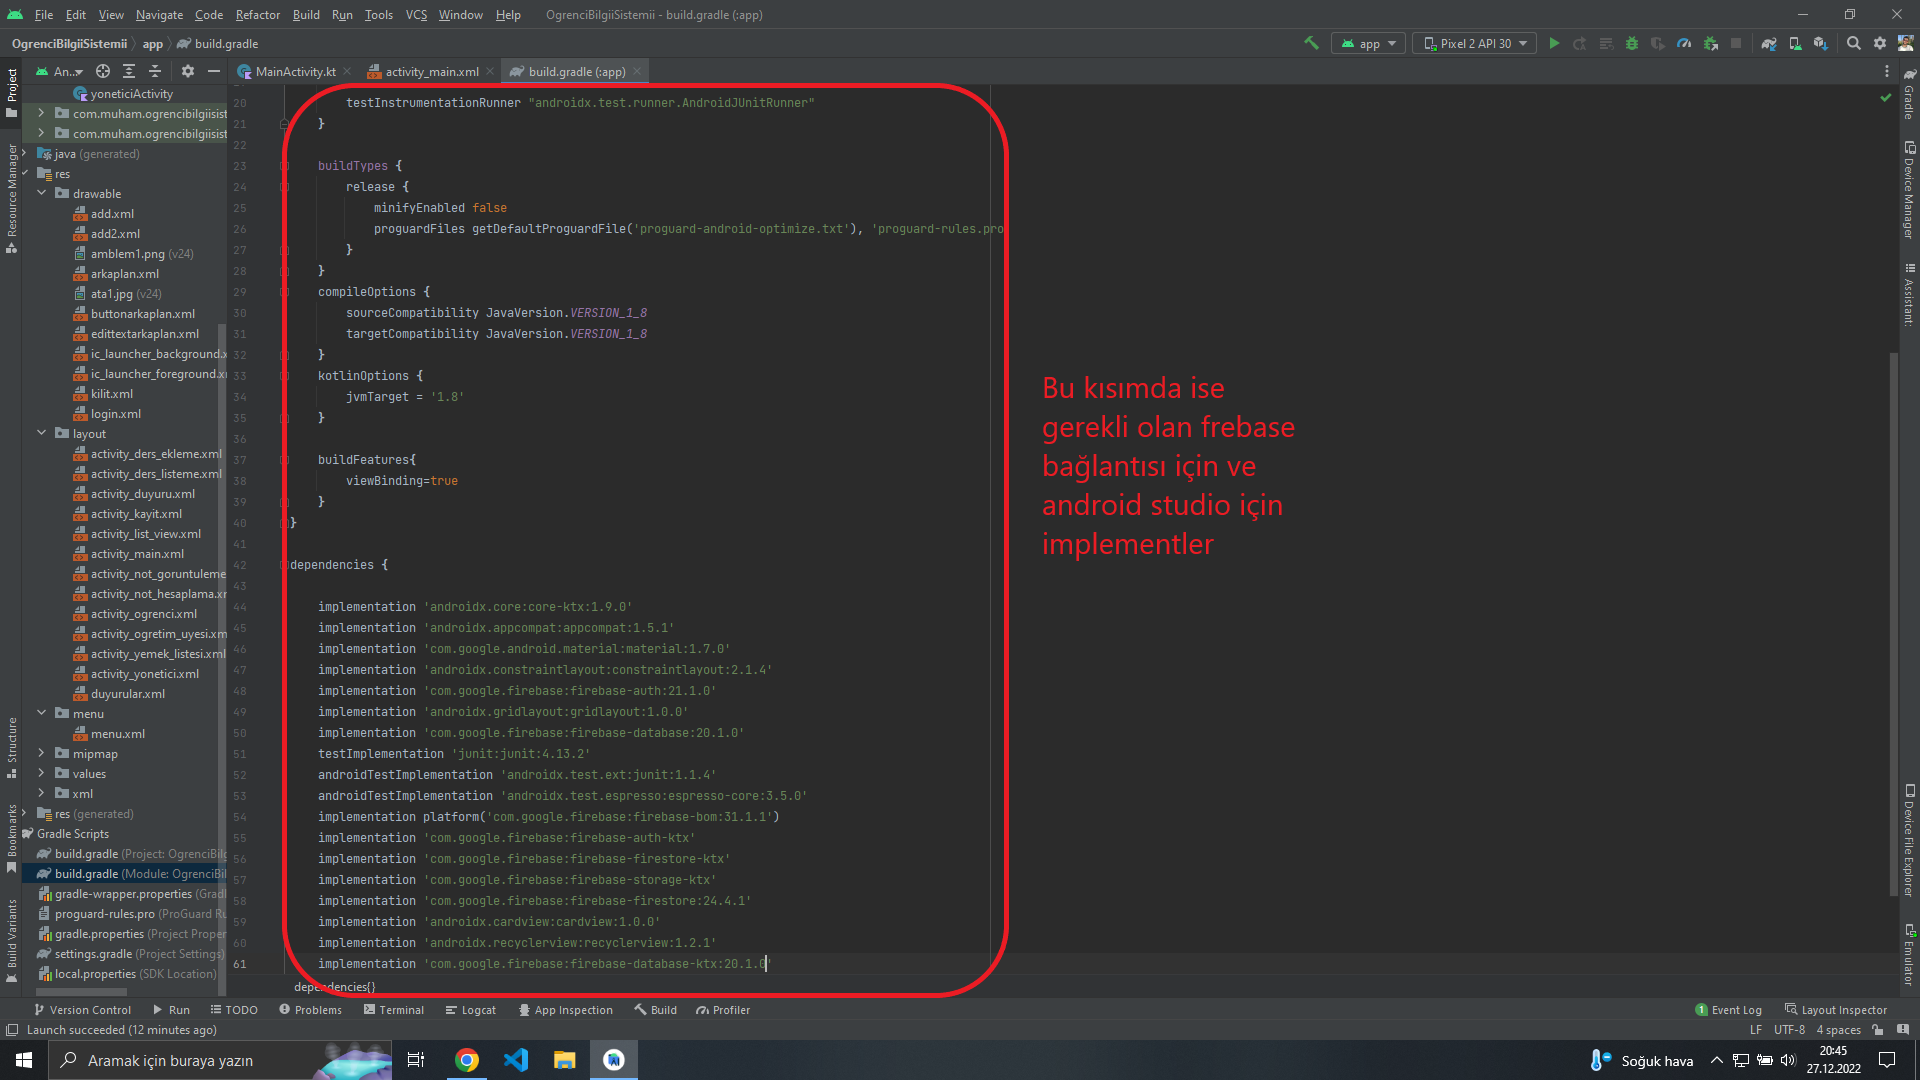 File Edit View Navigate Code Refactor Build Run Tools VCS Window Help OgrenciBilgiiSistemii - build.gradle (:app)
OgrenciBilgiiSistemii app build.gradle
app Pixel 2 API 30
An... MainActivity.kt activity_main.xml build.gradle (:app)
Project
Resource Manager
Structure
Bookmarks
Build Variants
yoneticiActivity
com.muham.ogrencibilgiisist
com.muham.ogrencibilgiisist
java (generated)
res
drawable
add.xml
add2.xml
amblem1.png (v24)
arkaplan.xml
ata1.jpg (v24)
buttonarkaplan.xml
edittextarkaplan.xml
ic_launcher_background.x
ic_launcher_foreground.x
kilit.xml
login.xml
layout
activity_ders_ekleme.xml
activity_ders_listeme.xml
activity_duyuru.xml
activity_kayit.xml
activity_list_view.xml
activity_main.xml
activity_not_goruntuleme
activity_not_hesaplama.x
activity_ogrenci.xml
activity_ogretim_uyesi.xm
activity_yemek_listesi.xml
activity_yonetici.xml
duyurular.xml
menu
menu.xml
mipmap
values
xml
res (generated)
Gradle Scripts
build.gradle (Project: OgrenciBilg
build.gradle (Module: OgrenciBil
gradle-wrapper.properties (Grad
proguard-rules.pro (ProGuard Ru
gradle.properties (Project Proper
settings.gradle (Project Settings)
local.properties (SDK Location)
20 testInstrumentationRunner "androidx.test.runner.AndroidJUnitRunner"
21 }
22
23 buildTypes {
24 release {
25 minifyEnabled false
26 proguardFiles getDefaultProguardFile('proguard-android-optimize.txt'), 'proguard-rules.pro
27 }
28 }
29 compileOptions {
30 sourceCompatibility JavaVersion.VERSION_1_8
31 targetCompatibility JavaVersion.VERSION_1_8
32 }
33 kotlinOptions {
34 jvmTarget = '1.8'
35 }
36
37 buildFeatures{
38 viewBinding=true
39 }
40 }
41
42 dependencies {
43
44 implementation 'androidx.core:core-ktx:1.9.0'
45 implementation 'androidx.appcompat:appcompat:1.5.1'
46 implementation 'com.google.android.material:material:1.7.0'
47 implementation 'androidx.constraintlayout:constraintlayout:2.1.4'
48 implementation 'com.google.firebase:firebase-auth:21.1.0'
49 implementation 'androidx.gridlayout:gridlayout:1.0.0'
50 implementation 'com.google.firebase:firebase-database:20.1.0'
51 testImplementation 'junit:junit:4.13.2'
52 androidTestImplementation 'androidx.test.ext:junit:1.1.4'
53 androidTestImplementation 'androidx.test.espresso:espresso-core:3.5.0'
54 implementation platform('com.google.firebase:firebase-bom:31.1.1')
55 implementation 'com.google.firebase:firebase-auth-ktx'
56 implementation 'com.google.firebase:firebase-firestore-ktx'
57 implementation 'com.google.firebase:firebase-storage-ktx'
58 implementation 'com.google.firebase:firebase-firestore:24.4.1'
59 implementation 'androidx.cardview:cardview:1.0.0'
60 implementation 'androidx.recyclerview:recyclerview:1.2.1'
61 implementation 'com.google.firebase:firebase-database-ktx:20.1.0'
dependencies{}
Bu kısımda ise
gerekli olan frebase
bağlantısı için ve
android studio için
implementler
Gradle
Device Manager
Assistant:
Device File Explorer
Emulator
Version Control Run TODO Problems Terminal Logcat App Inspection Build Profiler 1 Event Log Layout Inspector
Launch succeeded (12 minutes ago) LF UTF-8 4 spaces
Aramak için buraya yazın Soğuk hava 20:45
27.12.2022